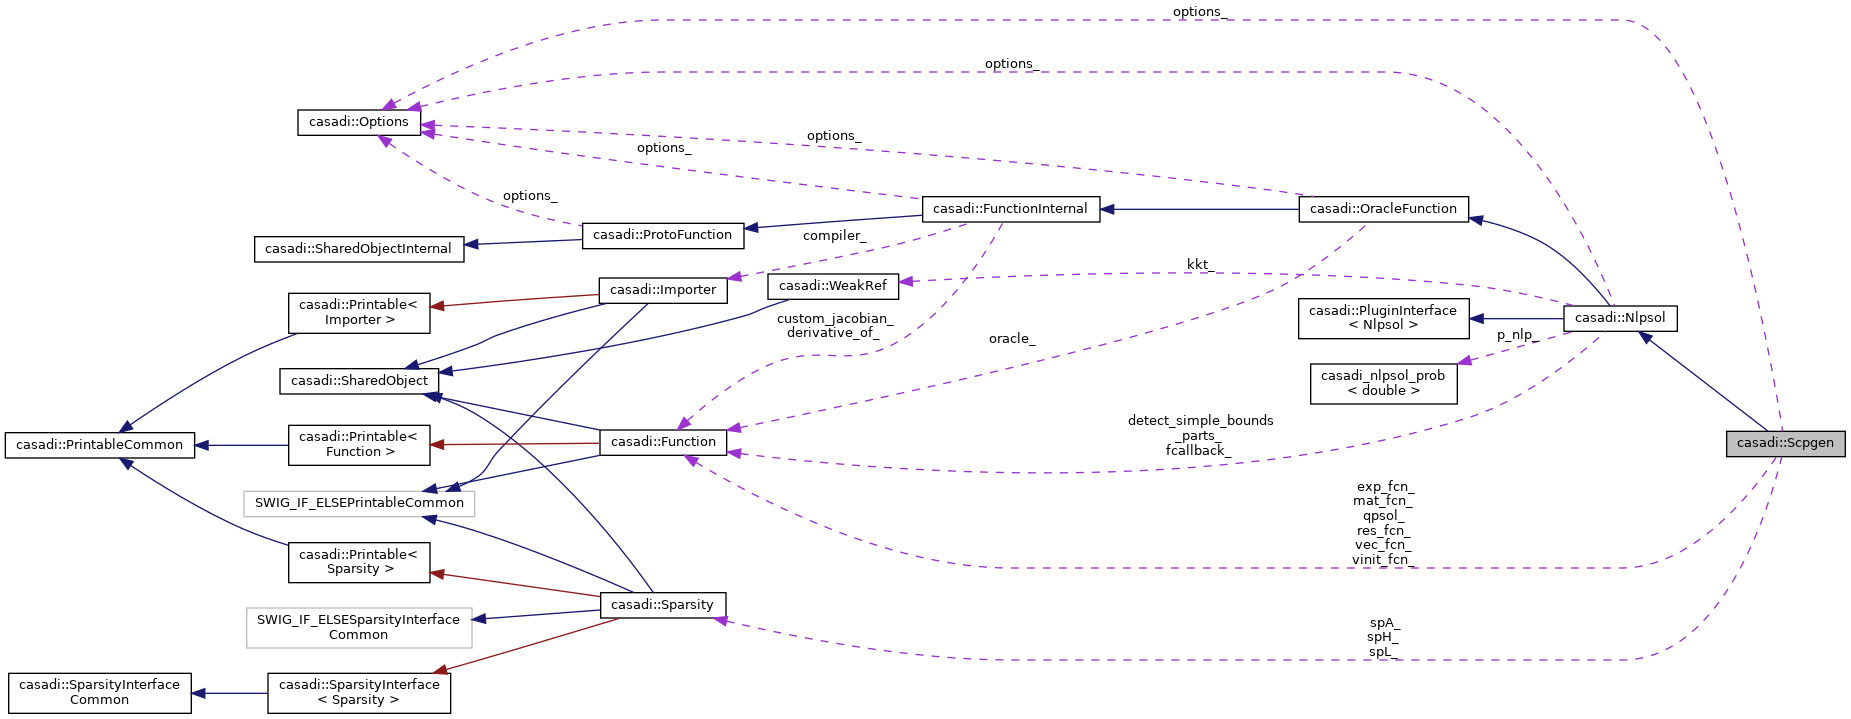 options_
options_
casadi::Options
options_
options_
options_
casadi::FunctionInternal
casadi::OracleFunction
casadi::ProtoFunction
compiler_
casadi::SharedObjectInternal
kkt_
casadi::Importer
casadi::WeakRef
casadi::Printable<
Importer >
casadi::PluginInterface
< Nlpsol >
casadi::Nlpsol
custom_jacobian_
derivative_of_
oracle_
p_nlp_
casadi::SharedObject
casadi_nlpsol_prob
< double >
detect_simple_bounds
_parts_
fcallback_
casadi::PrintableCommon
casadi::Printable<
Function >
casadi::Function
casadi::Scpgen
SWIG_IF_ELSEPrintableCommon
exp_fcn_
mat_fcn_
qpsol_
res_fcn_
vec_fcn_
vinit_fcn_
casadi::Printable<
Sparsity >
casadi::Sparsity
SWIG_IF_ELSESparsityInterface
Common
spA_
spH_
spL_
casadi::SparsityInterface
Common
casadi::SparsityInterface
< Sparsity >